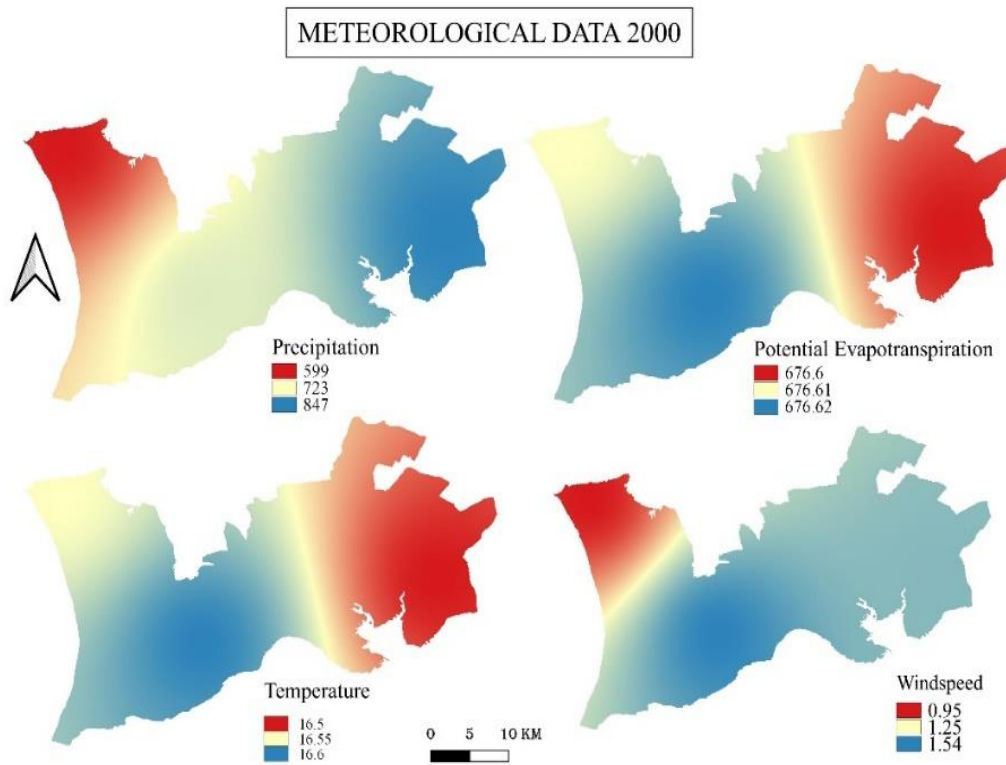 METEOROLOGICAL DATA 2000
Precipitation
599
723
847
Potential Evapotranspiration
676.6
676.61
676.62
Temperature
16.5
16.55
16.6
0 5 10 KM
Windspeed
0.95
1.25
1.54